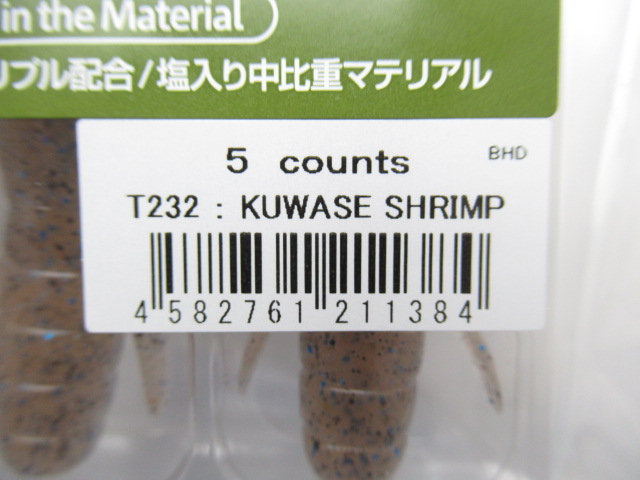 in the Material
リブル配合/塩入り中比重マテリアル
5 counts
BHD
T232 : KUWASE SHRIMP
4 582761 211384